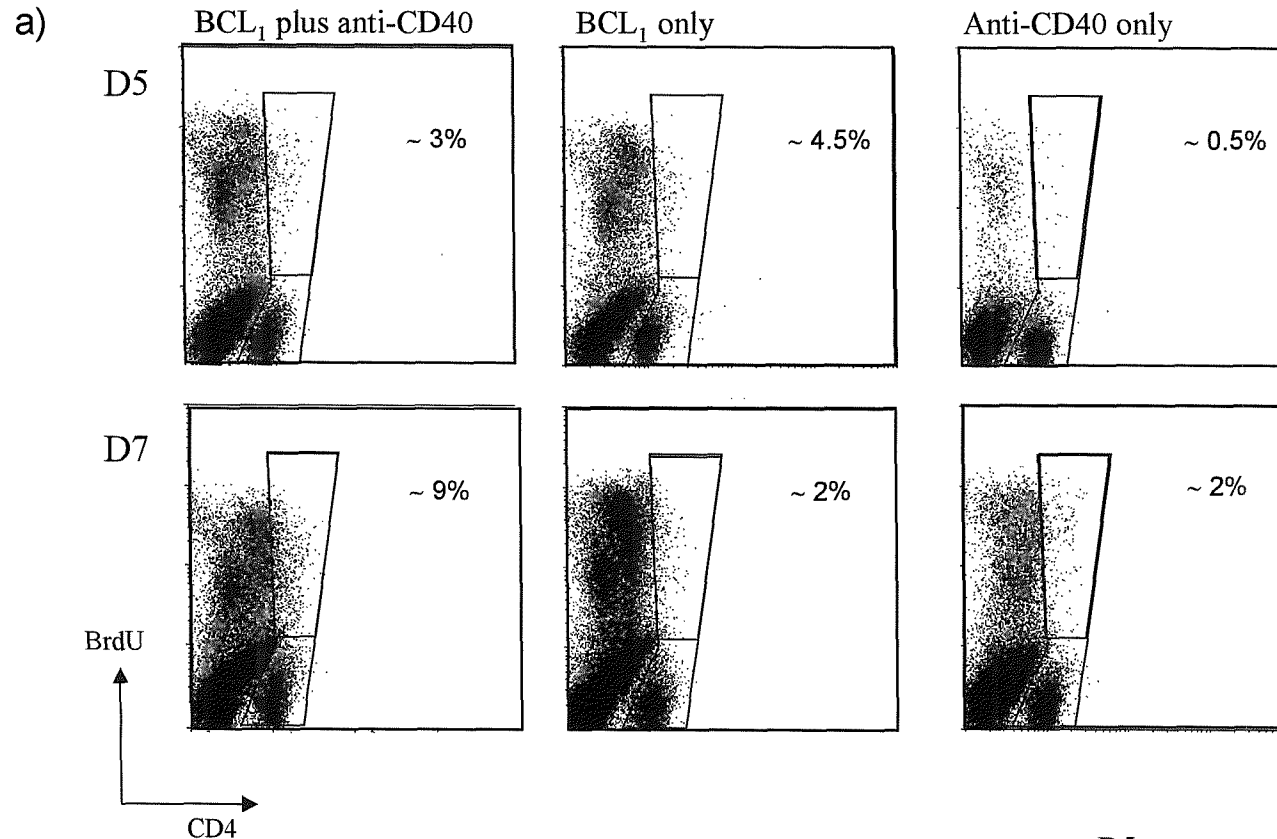 a)
BCL₁ plus anti-CD40
BCL₁ only
Anti-CD40 only
D5
~ 3%
~ 4.5%
~ 0.5%
D7
~ 9%
~ 2%
~ 2%
BrdU
CD4